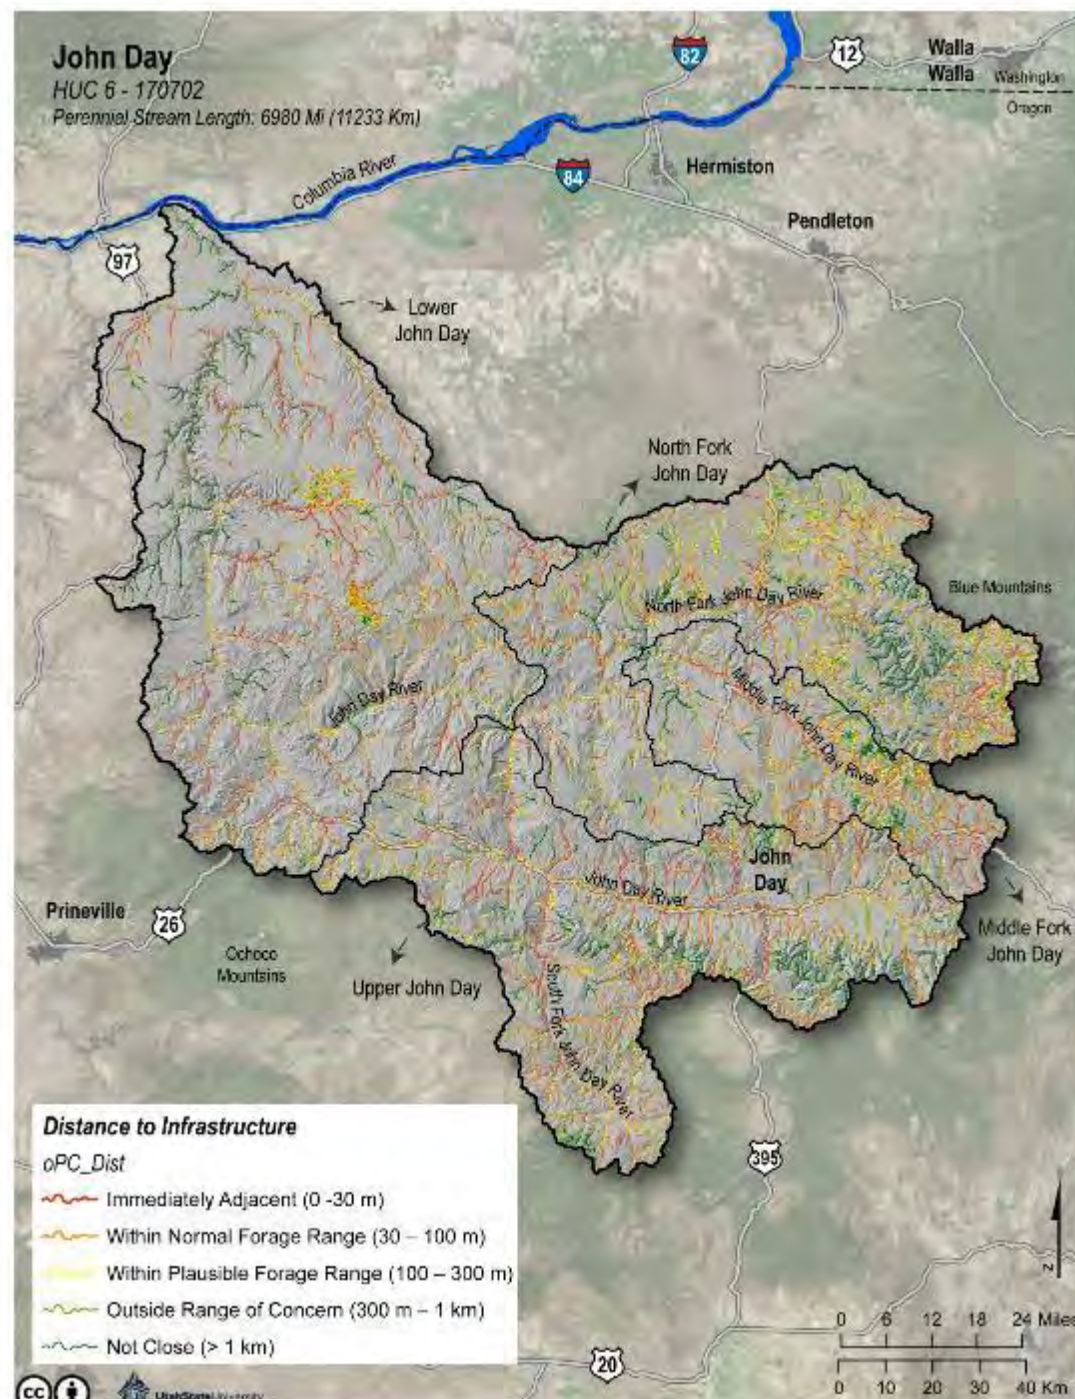 John Day
HUC 6 - 170702
Perennial Stream Length: 6980 Mi (11233 Km)
82
12
Walla
Walla
Washington
Oregon
Columbia River
84
Hermiston
Pendleton
97
Lower
John Day
North Fork
John Day
North Fork John Day River
Blue Mountains
Middle Fork John Day River
John Day River
John
Day
John Day River
Prineville
26
Ochoco
Mountains
Upper John Day
Middle Fork
John Day
South Fork John Day River
395
Distance to Infrastructure
oPC_Dist
Immediately Adjacent (0 -30 m)
Within Normal Forage Range (30 – 100 m)
Within Plausible Forage Range (100 – 300 m)
Outside Range of Concern (300 m – 1 km)
Not Close (> 1 km)
N
0 6 12 18 24 Miles
0 10 20 30 40 Km
20
cc
UtahStateUniversity